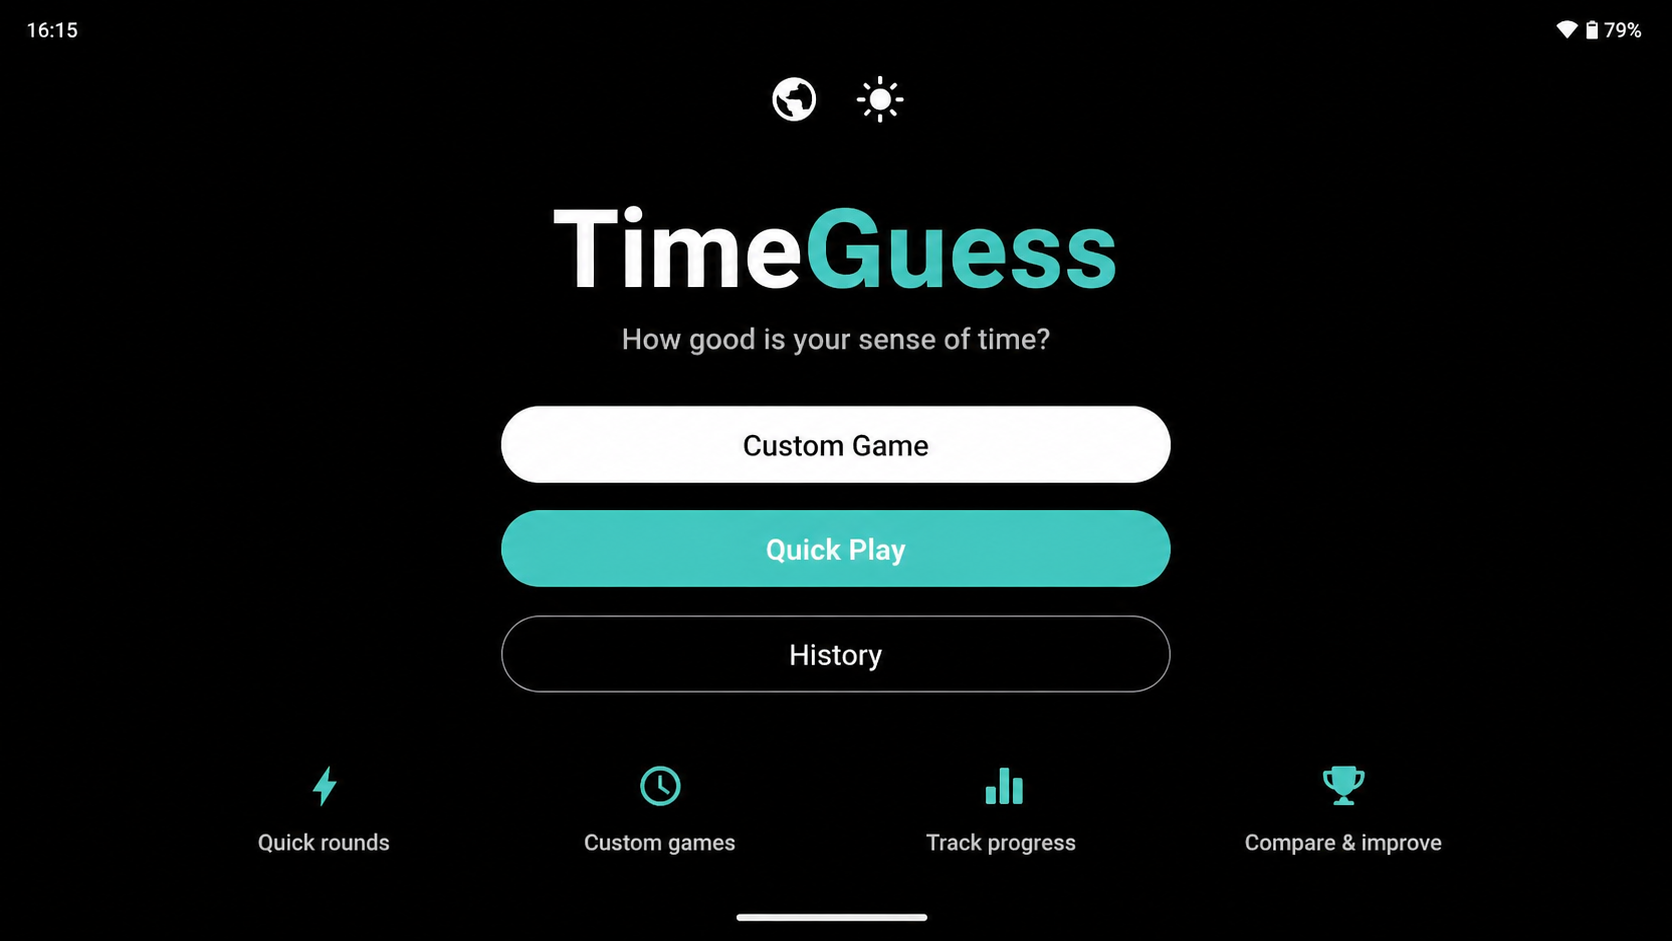 16:15
79%
TimeGuess
How good is your sense of time?
Custom Game
Quick Play
History
Quick rounds
Custom games
Track progress
Compare & improve